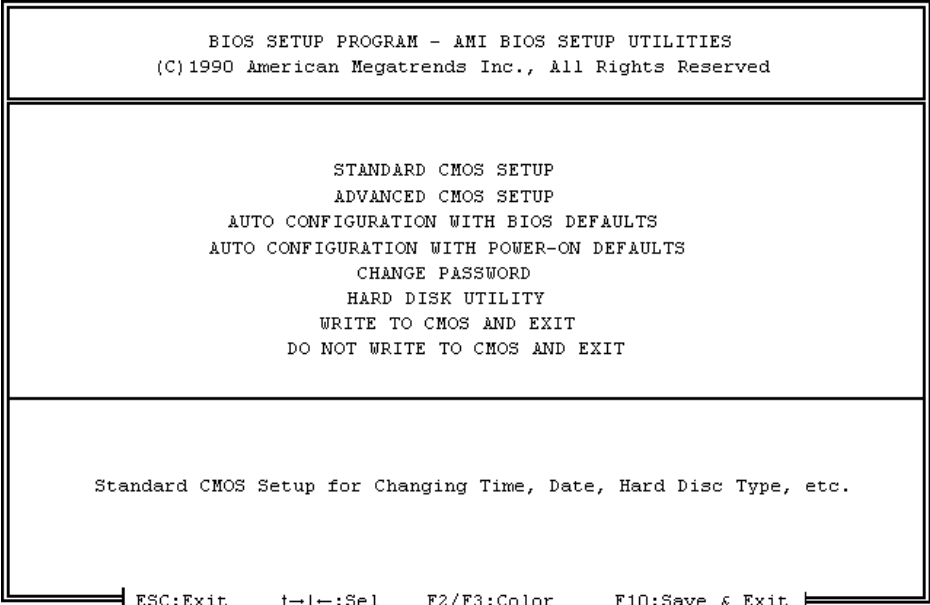 BIOS SETUP PROGRAM - AMI BIOS SETUP UTILITIES
(C)1990 American Megatrends Inc., All Rights Reserved
STANDARD CMOS SETUP
ADVANCED CMOS SETUP
AUTO CONFIGURATION WITH BIOS DEFAULTS
AUTO CONFIGURATION WITH POWER-ON DEFAULTS
CHANGE PASSWORD
HARD DISK UTILITY
WRITE TO CMOS AND EXIT
DO NOT WRITE TO CMOS AND EXIT
Standard CMOS Setup for Changing Time, Date, Hard Disc Type, etc.
ESC:Exit ↑→↓←:Sel F2/F3:Color F10:Save & Exit